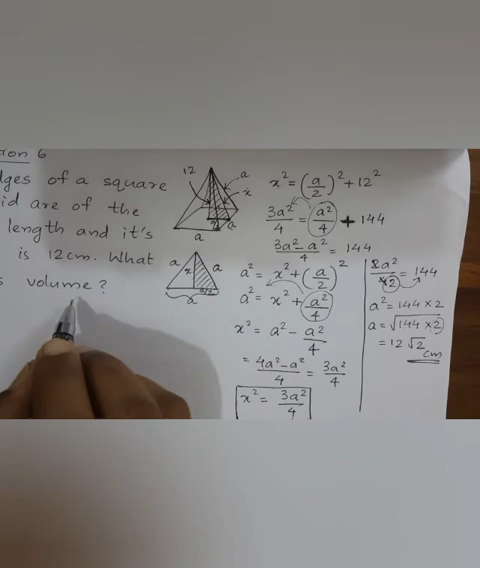 6
of a square
are of the
length and it's
is 12cm. What
volume?
12
a
x
a
a
a
x
a
a/2
a
x² = (a/2)² + 12²
3a²/4 = a²/4 + 144
3a² - a²/4 = 144
a² = x² + (a/2)²
a² = x² + a²/4
x² = a² - a²/4
= 4a² - a²/4 = 3a²/4
x² = 3a²/4
2a²/4 2 = 144
a² = 144 × 2
a = √144 × 2
= 12√2 cm